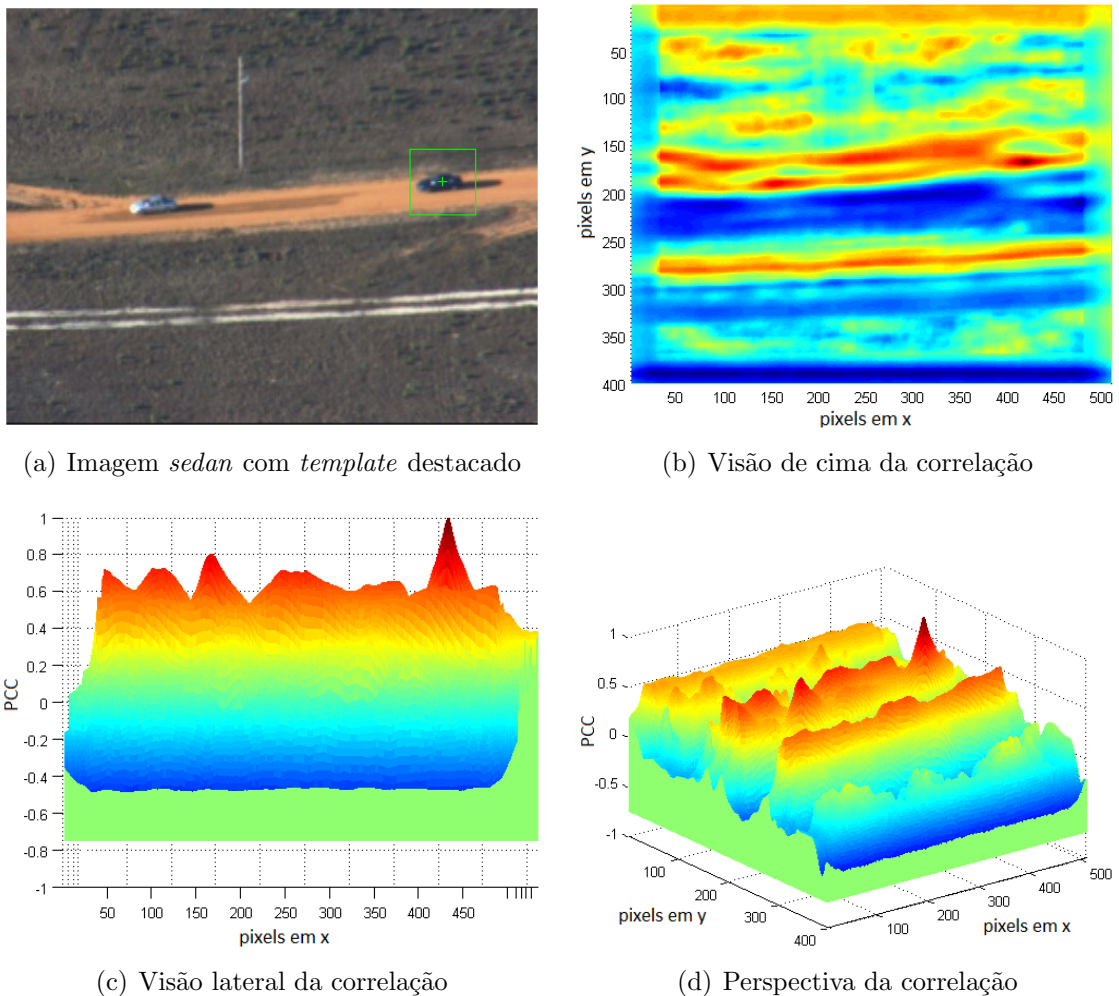 50
100
150
200
250
300
350
400
pixels em y
50 100 150 200 250 300 350 400 450 500
pixels em x
(a) Imagem sedan com template destacado
(b) Visão de cima da correlação
1
0.8
0.6
0.4
0.2
0
-0.2
-0.4
-0.6
-0.8
-1
PCC
50 100 150 200 250 300 350 400 450
pixels em x
(c) Visão lateral da correlação
1
0.5
0
-0.5
-1
PCC
100
200
300
400
pixels em y
100
200
300
400
500
pixels em x
(d) Perspectiva da correlação